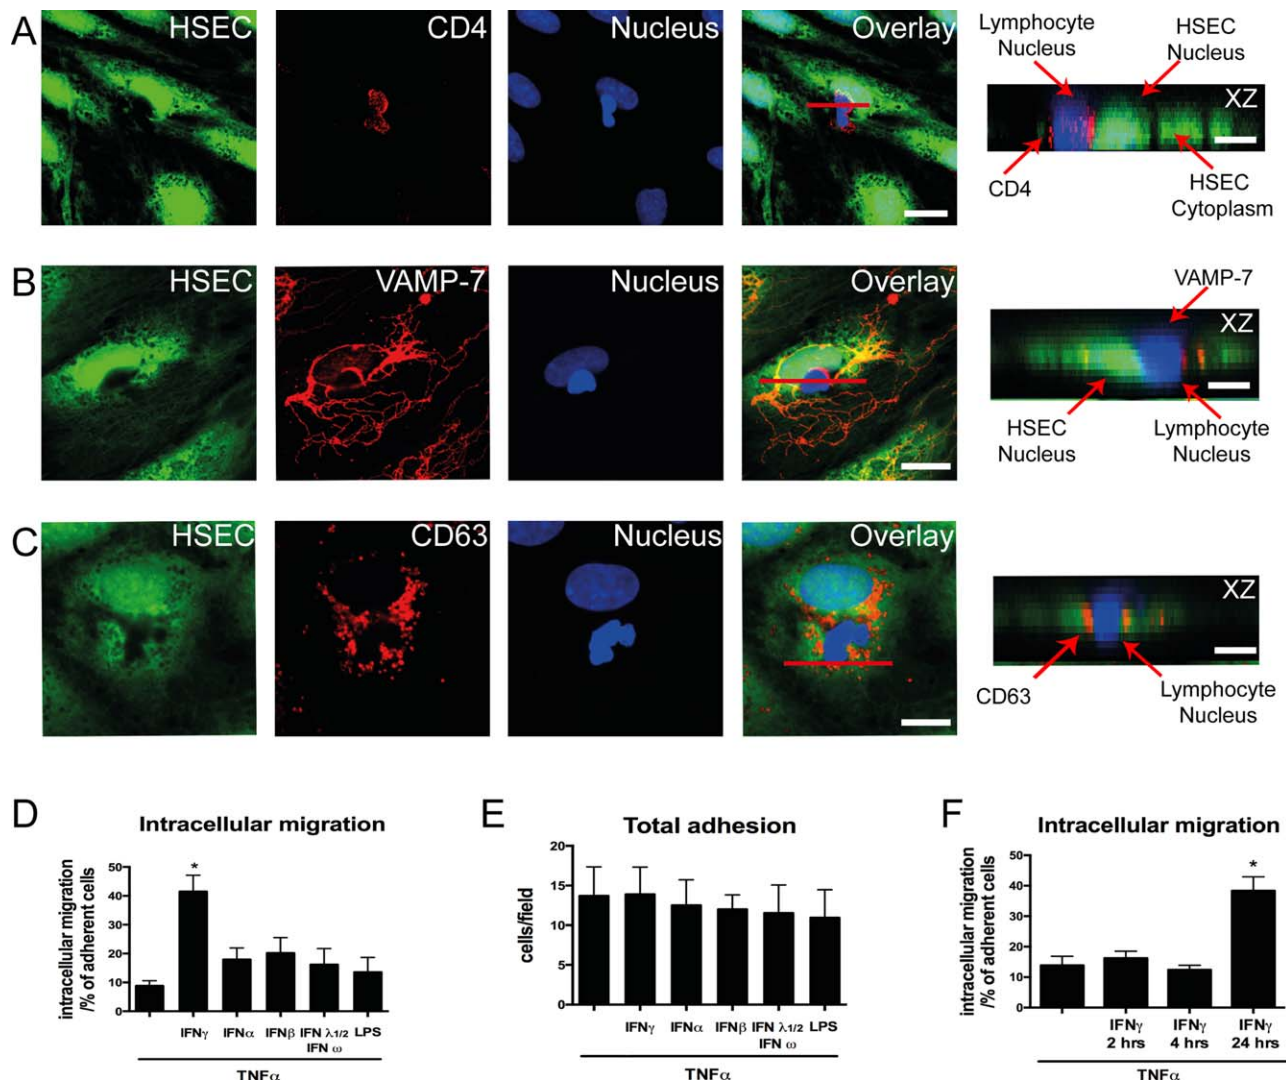 A
HSEC
CD4
Nucleus
Overlay
Lymphocyte
Nucleus
HSEC
Nucleus
XZ
CD4
HSEC
Cytoplasm
B
HSEC
VAMP-7
Nucleus
Overlay
VAMP-7
XZ
HSEC
Nucleus
Lymphocyte
Nucleus
C
HSEC
CD63
Nucleus
Overlay
XZ
CD63
Lymphocyte
Nucleus
D
Intracellular migration
intracellular migration
/% of adherent cells
50
40
30
20
10
0
*
IFNγ
IFNα
IFNβ
IFN λ1/2
IFN ω
LPS
TNFα
E
Total adhesion
cells/field
20
15
10
5
0
IFNγ
IFNα
IFNβ
IFN λ1/2
IFN ω
LPS
TNFα
F
Intracellular migration
intracellular migration
/% of adherent cells
50
40
30
20
10
0
*
IFNγ
2 hrs
IFNγ
4 hrs
IFNγ
24 hrs
TNFα